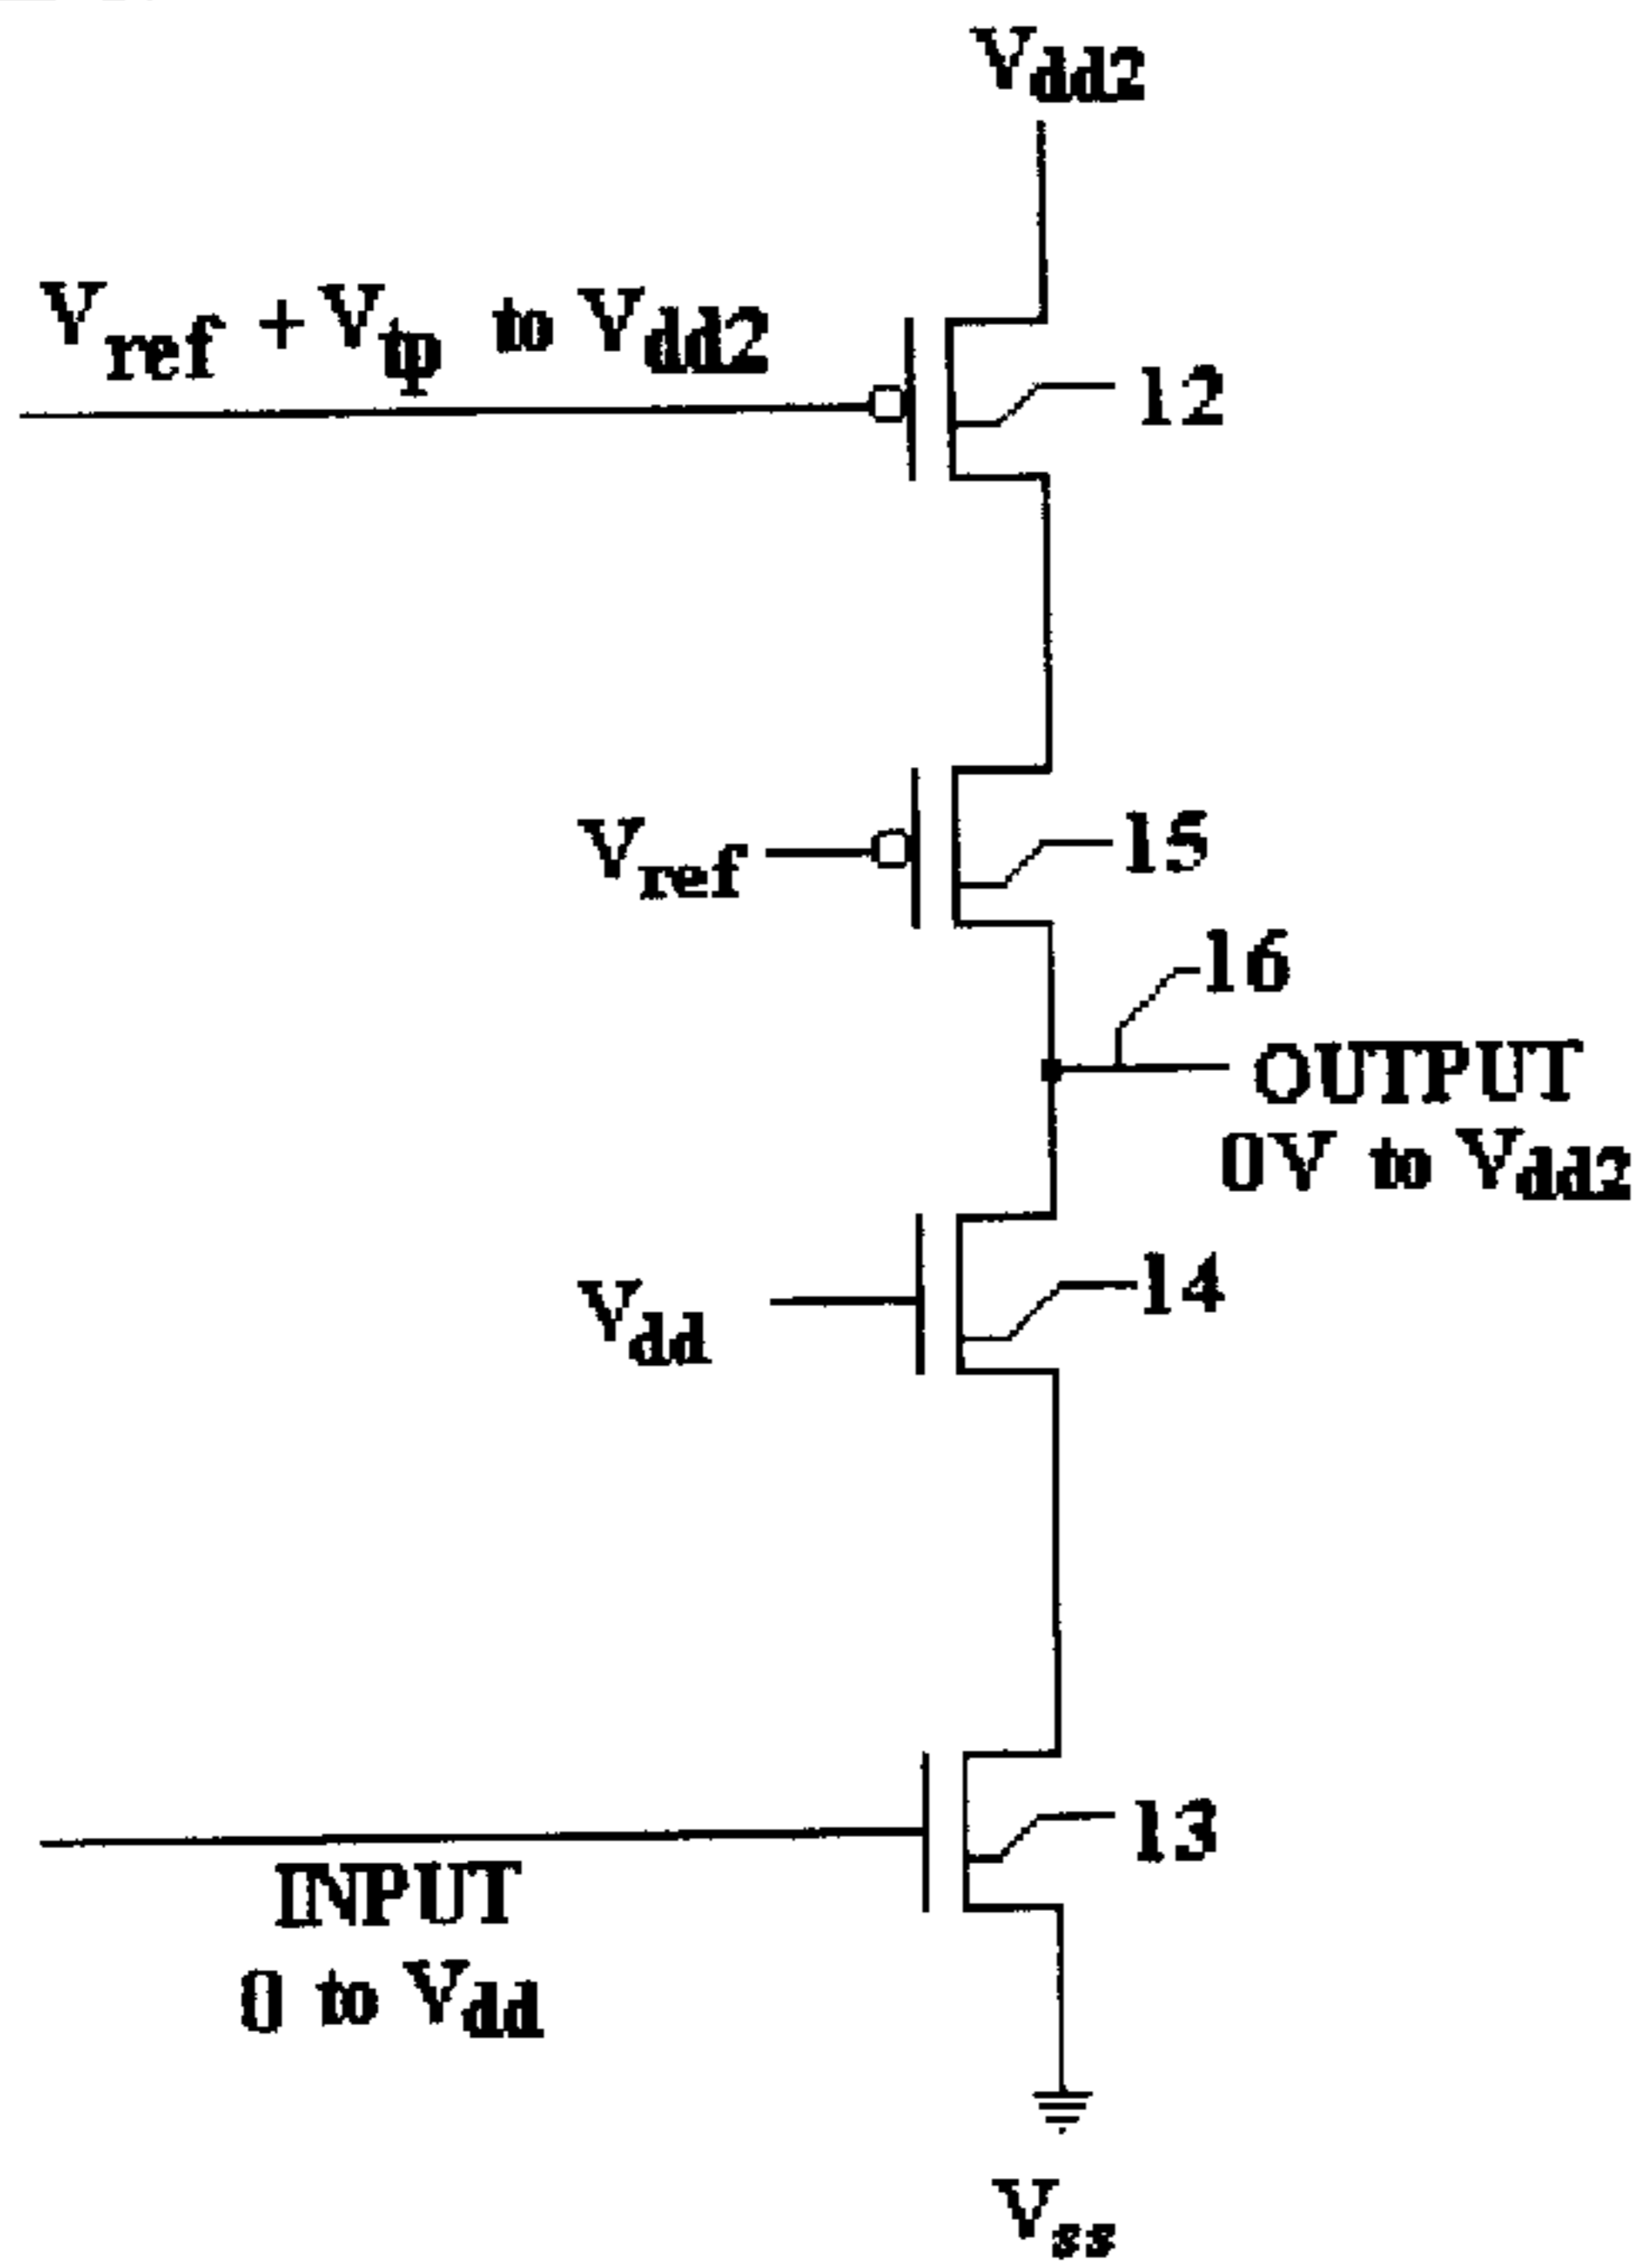 Vdd2
Vref + Vtp to Vdd2
12
Vref
15
16
OUTPUT
0V to Vdd2
Vdd
14
13
INPUT
0 to Vdd
Vss